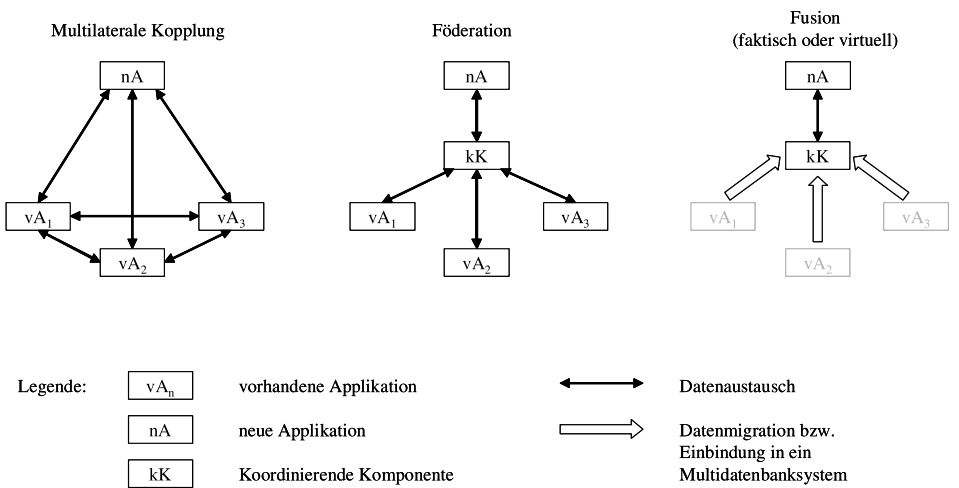 Multilaterale Kopplung
nA
vA1
vA3
vA2
Föderation
nA
kK
vA1
vA3
vA2
Fusion
(faktisch oder virtuell)
nA
kK
vA1
vA3
vA2
Legende:
vAn
vorhandene Applikation
nA
neue Applikation
kK
Koordinierende Komponente
Datenaustausch
Datenmigration bzw.
Einbindung in ein
Multidatenbanksystem